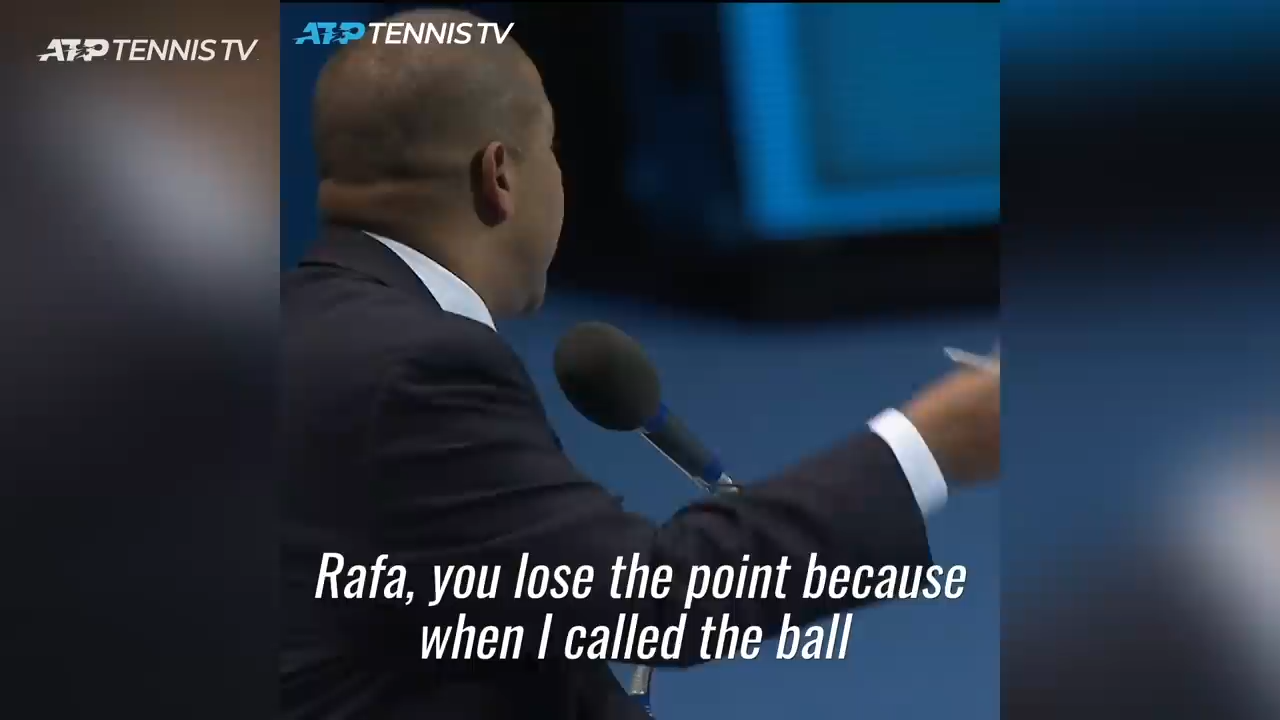 ATP TENNIS TV
ATP TENNIS TV
Rafa, you lose the point because
when I called the ball